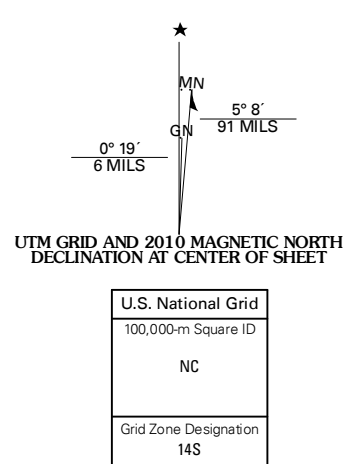 MN
5° 8´
91 MILS
GN
0° 19´
6 MILS
UTM GRID AND 2010 MAGNETIC NORTH
DECLINATION AT CENTER OF SHEET
U.S. National Grid
100,000-m Square ID
NC
Grid Zone Designation
14S